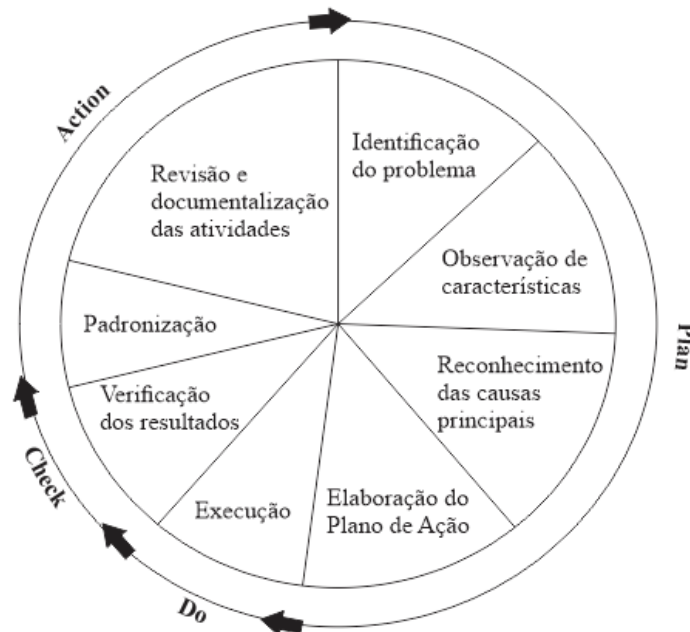 Action
Plan
Check
Do
Identificação
do problema
Observação de
características
Reconhecimento
das causas
principais
Elaboração do
Plano de Ação
Execução
Verificação
dos resultados
Padronização
Revisão e
documentalização
das atividades